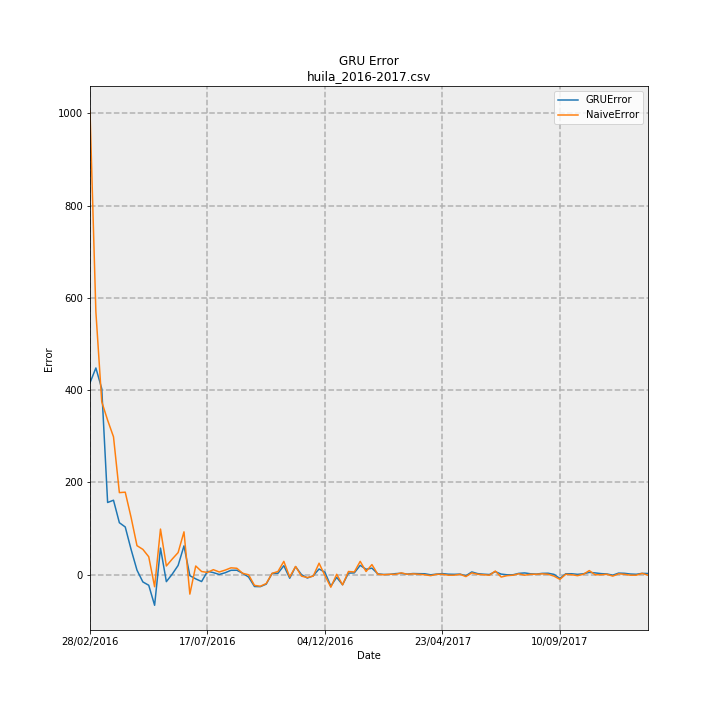 GRU Error
huila_2016-2017.csv
GRUError
NaiveError
1000
800
600
400
200
0
Error
28/02/2016
17/07/2016
04/12/2016
23/04/2017
10/09/2017
Date